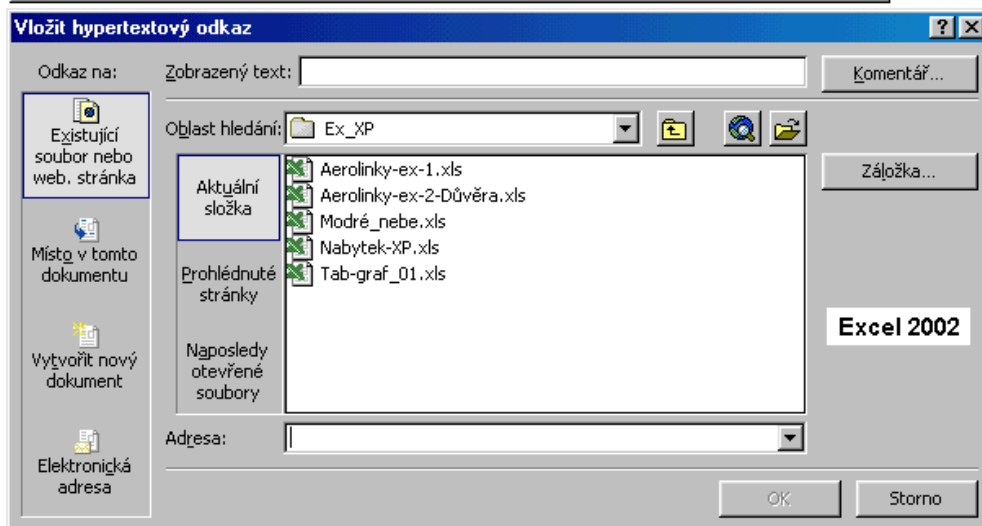 Vložit hypertextový odkaz
Odkaz na:
Zobrazený text:
Komentář...
Existující
soubor nebo
web. stránka
Oblast hledání:
Ex_XP
Místo v tomto
dokumentu
Vytvořit nový
dokument
Elektronická
adresa
Aktuální
složka
Prohlédnuté
stránky
Naposledy
otevřené
soubory
Aerolinky-ex-1.xls
Aerolinky-ex-2-Důvěra.xls
Modré_nebe.xls
Nabytek-XP.xls
Tab-graf_01.xls
Záložka...
Excel 2002
Adresa:
OK
Storno